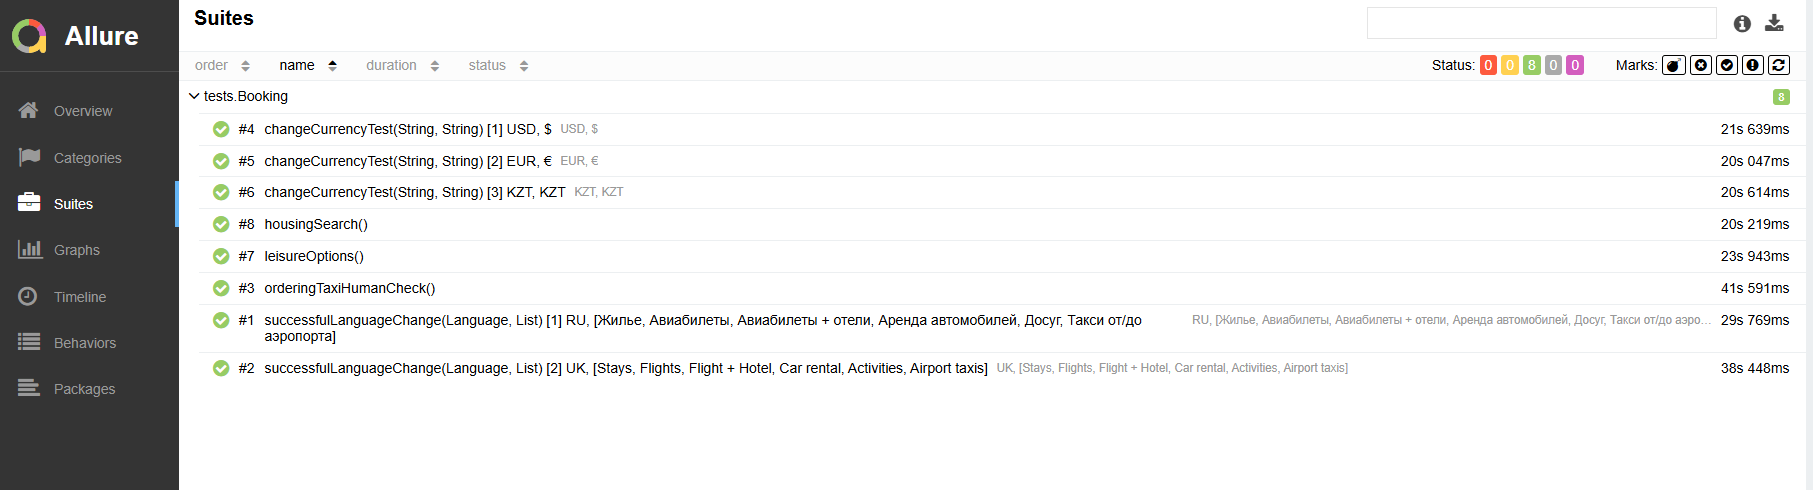 Allure
Suites
order name duration status Status: 0 0 8 0 0 Marks:
Overview
Categories
Suites
Graphs
Timeline
Behaviors
Packages
tests.Booking 8
#4 changeCurrencyTest(String, String) [1] USD, $ USD, $ 21s 639ms
#5 changeCurrencyTest(String, String) [2] EUR, € EUR, € 20s 047ms
#6 changeCurrencyTest(String, String) [3] KZT, KZT KZT, KZT 20s 614ms
#8 housingSearch() 20s 219ms
#7 leisureOptions() 23s 943ms
#3 orderingTaxiHumanCheck() 41s 591ms
#1 successfulLanguageChange(Language, List) [1] RU, [Жилье, Авиабилеты, Авиабилеты + отели, Аренда автомобилей, Досуг, Такси от/до RU, [Жилье, Авиабилеты, Авиабилеты + отели, Аренда автомобилей, Досуг, Такси от/до аэро... 29s 769ms
аэропорта]
#2 successfulLanguageChange(Language, List) [2] UK, [Stays, Flights, Flight + Hotel, Car rental, Activities, Airport taxis] UK, [Stays, Flights, Flight + Hotel, Car rental, Activities, Airport taxis] 38s 448ms